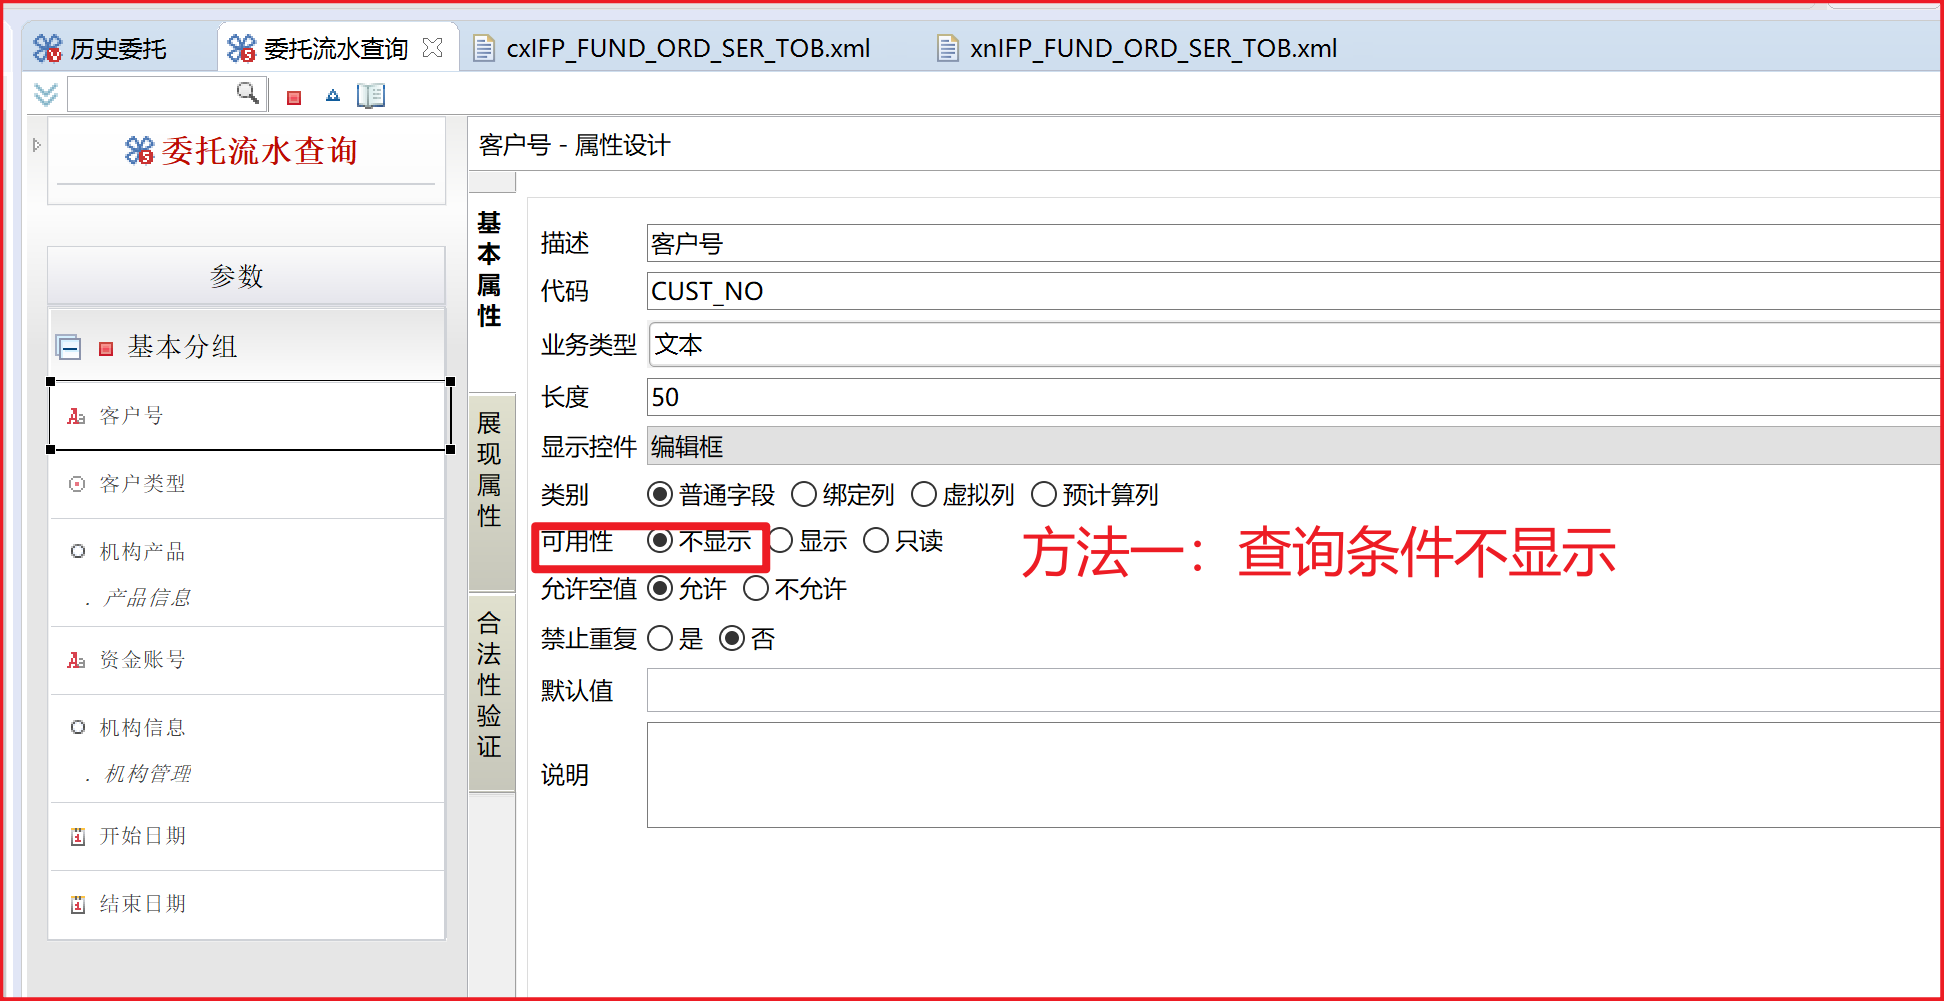 历史委托
委托流水查询
cxIFP_FUND_ORD_SER_TOB.xml
xnIFP_FUND_ORD_SER_TOB.xml
委托流水查询
参数
基本分组
客户号
客户类型
机构产品
. 产品信息
资金账号
机构信息
. 机构管理
开始日期
结束日期
客户号 - 属性设计
基本属性
展现属性
合法性验证
描述 客户号
代码 CUST_NO
业务类型 文本
长度 50
显示控件 编辑框
类别 普通字段 绑定列 虚拟列 预计算列
可用性 不显示 显示 只读
方法一：查询条件不显示
允许空值 允许 不允许
禁止重复 是 否
默认值
说明